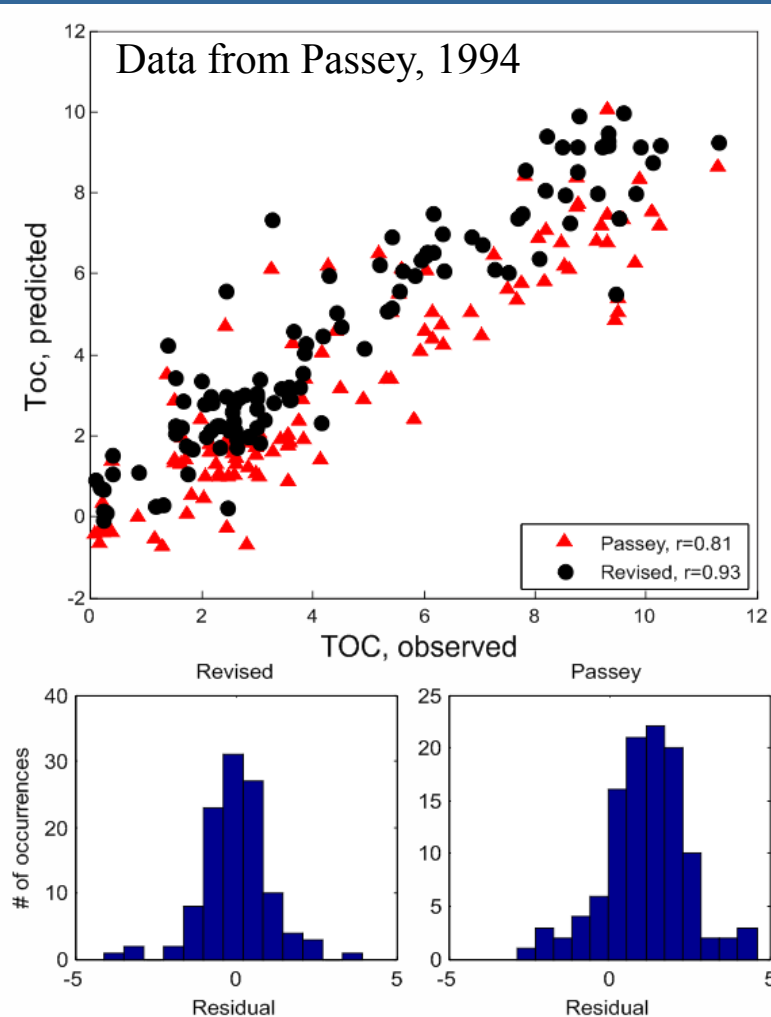 Data from Passey, 1994
12
10
8
6
4
2
0
-2
Toc, predicted
Passey, r=0.81
Revised, r=0.93
0 2 4 6 8 10 12
TOC, observed
Revised
40
30
20
10
0
# of occurrences
-5 0 5
Residual
Passey
25
20
15
10
5
0
-5 0 5
Residual